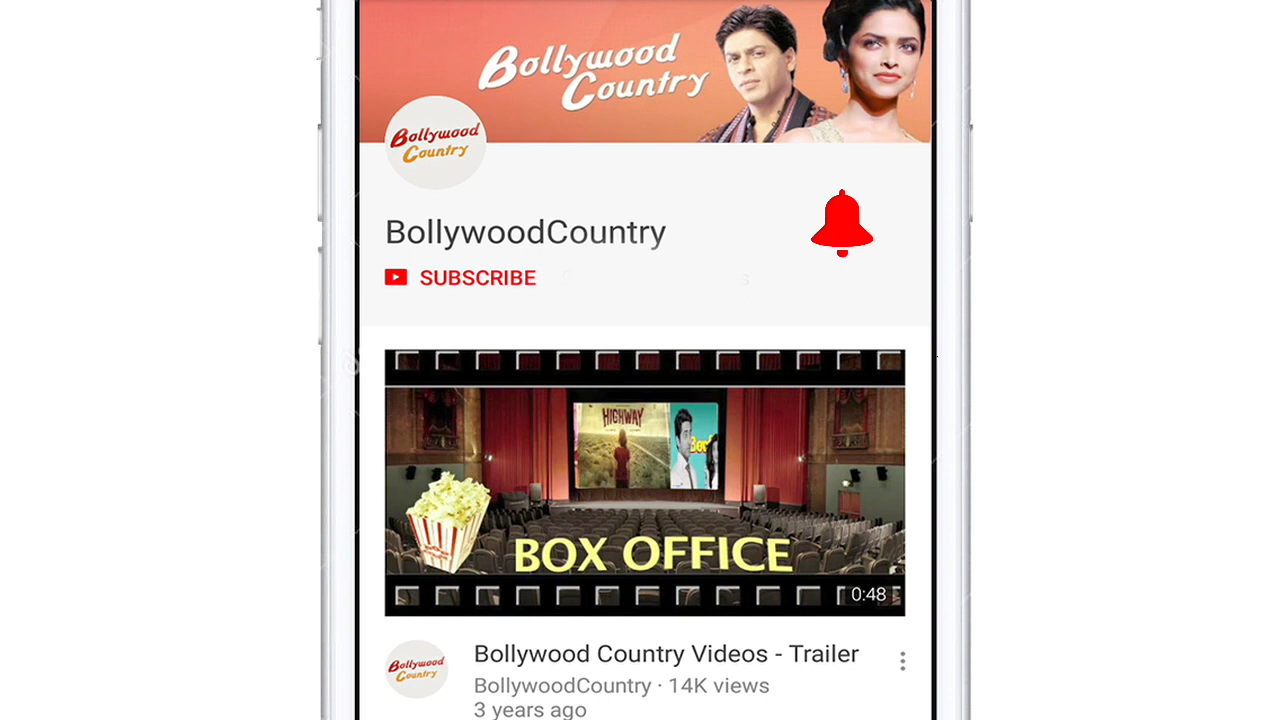 Bollywood
Country
Bollywood
Country
BollywoodCountry
SUBSCRIBE
HIGHWAY
BOX OFFICE
0:48
Bollywood
Country
Bollywood Country Videos - Trailer
BollywoodCountry · 14K views
3 years ago